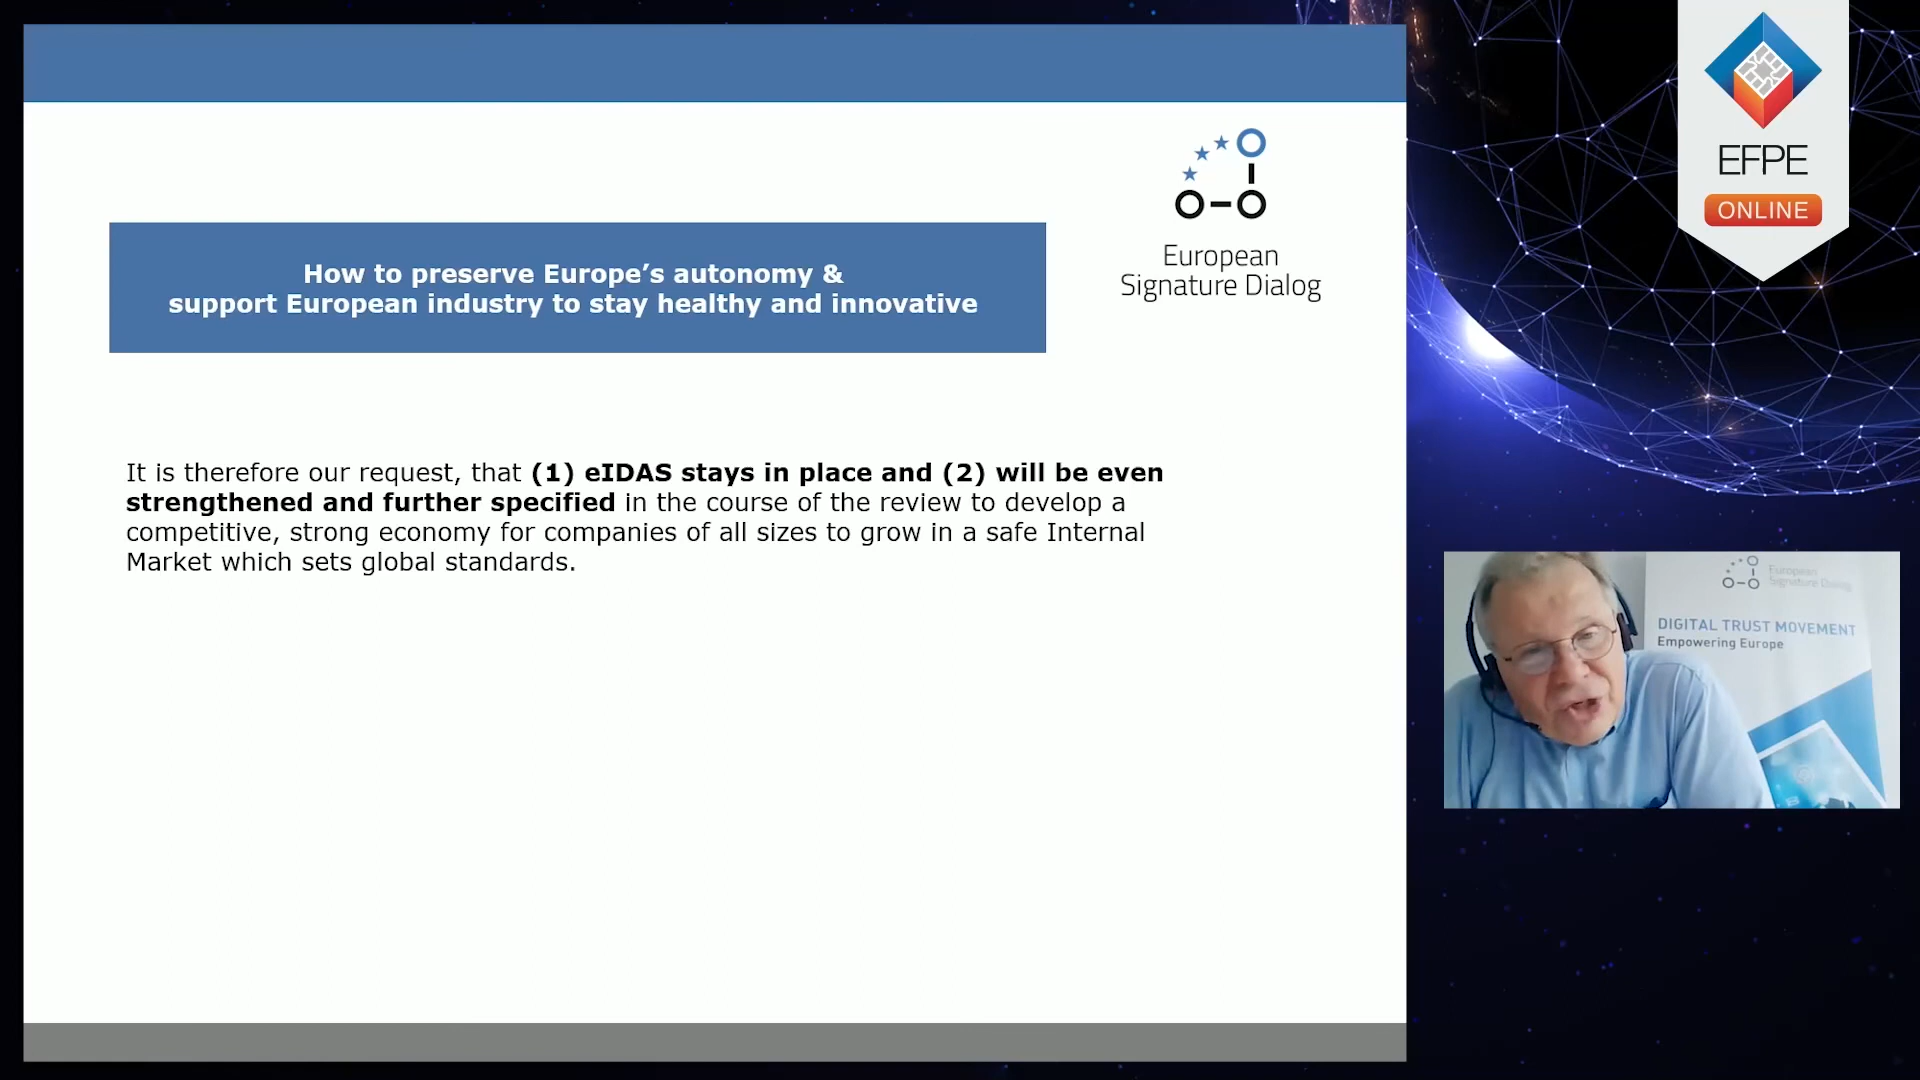 How to preserve Europe’s autonomy &
support European industry to stay healthy and innovative
European
Signature Dialog
It is therefore our request, that (1) eIDAS stays in place and (2) will be even
strengthened and further specified in the course of the review to develop a
competitive, strong economy for companies of all sizes to grow in a safe Internal
Market which sets global standards.
EFPE
ONLINE
European
Signature Dialog
DIGITAL TRUST MOVEMENT
Empowering Europe